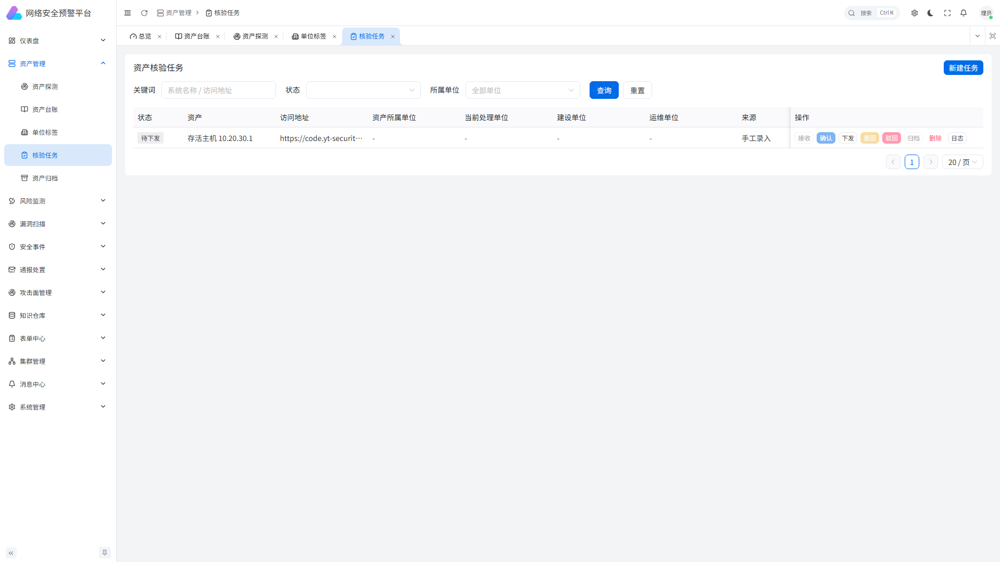 网络安全预警平台
资产管理 > 核验任务
搜索 Ctrl K
理员
总览
资产台账
资产探测
单位标签
核验任务
仪表盘
资产管理
资产探测
资产台账
单位标签
核验任务
资产归档
风险监测
漏洞扫描
安全事件
通报处置
攻击面管理
知识仓库
表单中心
集群管理
消息中心
系统管理
资产核验任务
新建任务
关键词 系统名称 / 访问地址 状态 所属单位 全部单位 查询 重置
状态 资产 访问地址 资产所属单位 当前处理单位 建设单位 运维单位 来源 操作
待下发 存活主机 10.20.30.1 https://code.yt-securit··· - - - - 手工录入 接收 确认 下发 退回 驳回 归档 删除 日志
1 20 / 页